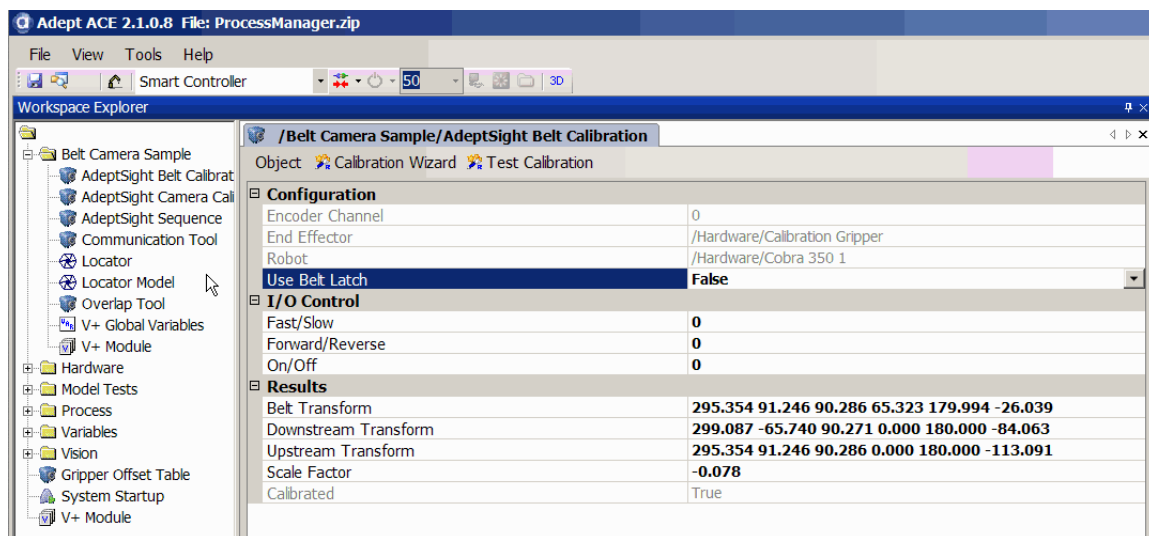 Adept ACE 2.1.0.8 File: ProcessManager.zip
File View Tools Help
Smart Controller 50 3D
Workspace Explorer
/Belt Camera Sample/AdeptSight Belt Calibration
Object Calibration Wizard Test Calibration
Belt Camera Sample
AdeptSight Belt Calibrat
AdeptSight Camera Cali
AdeptSight Sequence
Communication Tool
Locator
Locator Model
Overlap Tool
V+ Global Variables
V+ Module
Hardware
Model Tests
Process
Variables
Vision
Gripper Offset Table
System Startup
V+ Module
Configuration
Encoder Channel 0
End Effector /Hardware/Calibration Gripper
Robot /Hardware/Cobra 350 1
Use Belt Latch False
I/O Control
Fast/Slow 0
Forward/Reverse 0
On/Off 0
Results
Belt Transform 295.354 91.246 90.286 65.323 179.994 -26.039
Downstream Transform 299.087 -65.740 90.271 0.000 180.000 -84.063
Upstream Transform 295.354 91.246 90.286 0.000 180.000 -113.091
Scale Factor -0.078
Calibrated True